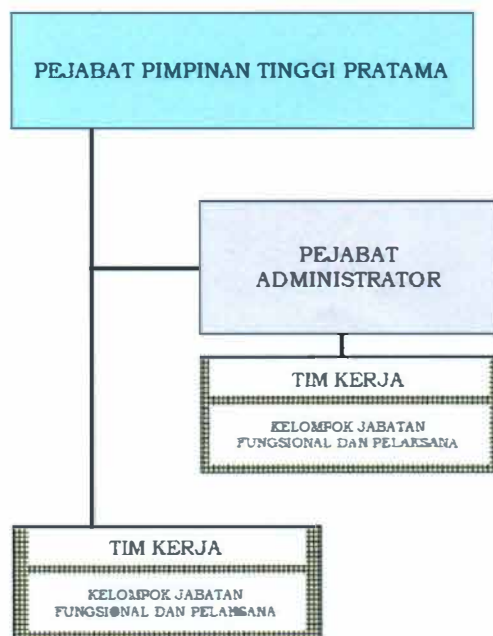 PEJABAT PIMPINAN TINGGI PRATAMA
PEJABAT
ADMINISTRATOR
TIM KERJA
KELOMPOK JABATAN
FUNGSIONAL DAN PELAKSANA
TIM KERJA
KELOMPOK JABATAN
FUNGSIONAL DAN PELAKSANA